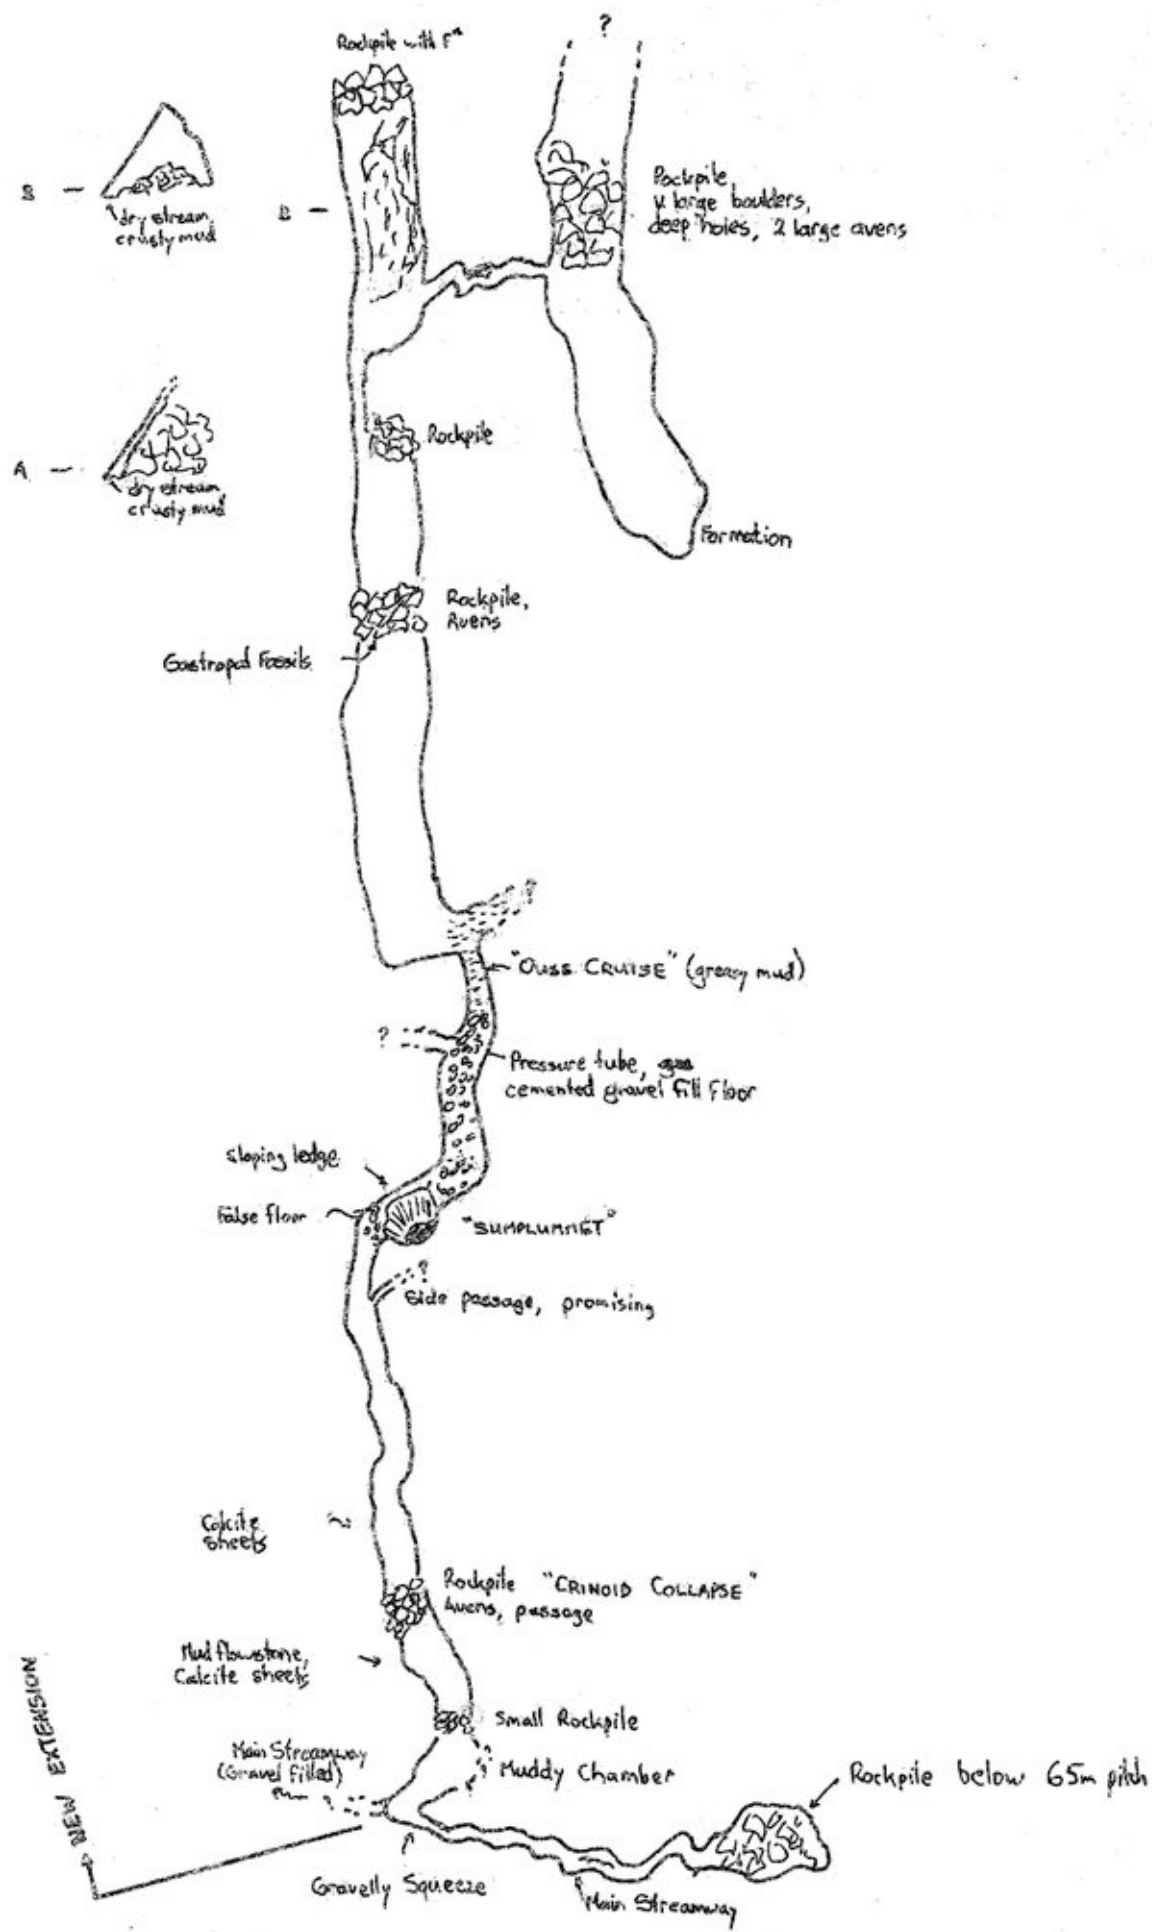 ?
Rockpile with Fⁿ
S —
dry stream,
crusty mud
B —
Rockpile
v large boulders,
deep holes, 2 large avens
A —
dry stream
crusty mud
Rockpile
Formation
Rockpile,
Avens
Gastropod Fossils
"OUSS CRUISE" (greasy mud)
?
Pressure tube,
cemented gravel fill floor
sloping ledge
False floor
"SUMPLUMMET"
?
Side passage, promising
Calcite
sheets
Rockpile "CRINOID COLLAPSE"
Avens, passage
Mud flowstone,
Calcite sheets
Small Rockpile
NEW EXTENSION
Main Streamway
(Gravel filled)
Muddy Chamber
Rockpile below 65m pitch
Gravelly Squeeze
Main Streamway